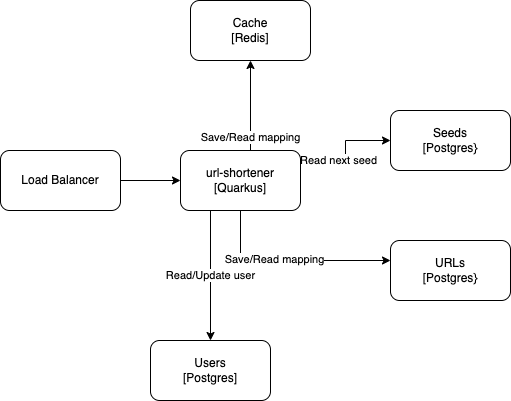 Cache
[Redis]
Save/Read mapping
Seeds
[Postgres}
Read next seed
Load Balancer
url-shortener
[Quarkus]
Save/Read mapping
URLs
[Postgres}
Read/Update user
Users
[Postgres]